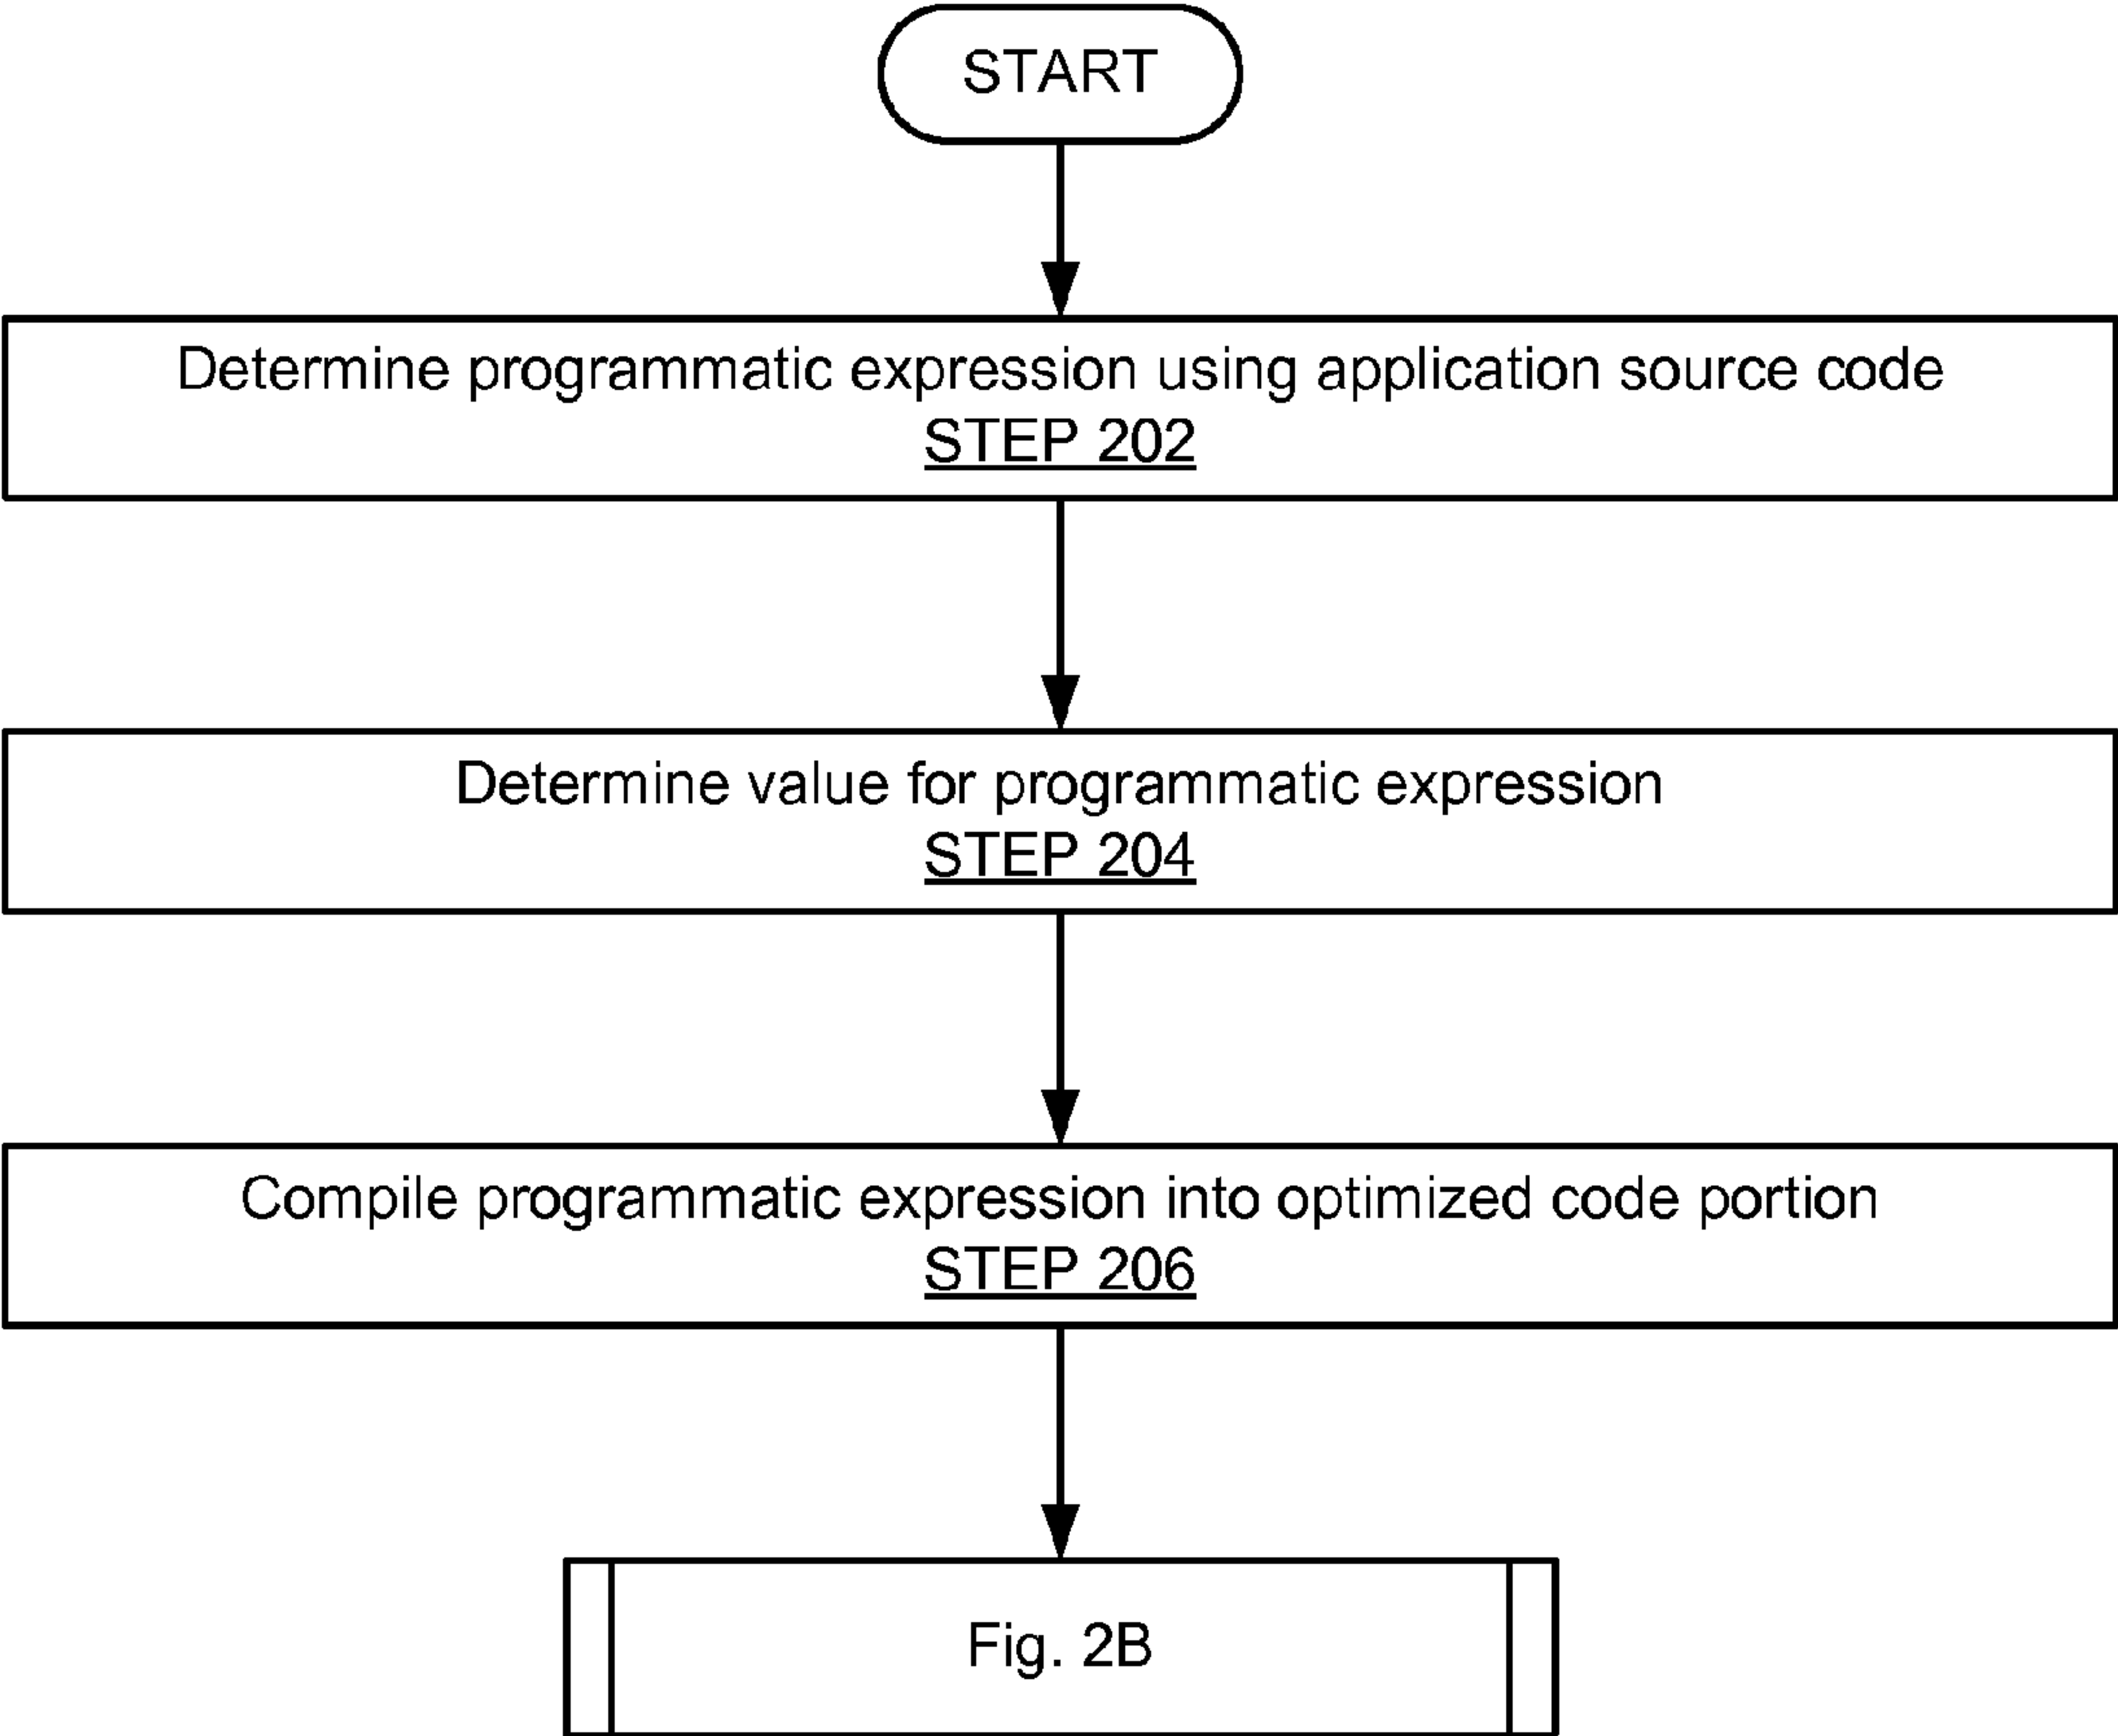 START
Determine programmatic expression using application source code
STEP 202
Determine value for programmatic expression
STEP 204
Compile programmatic expression into optimized code portion
STEP 206
Fig. 2B